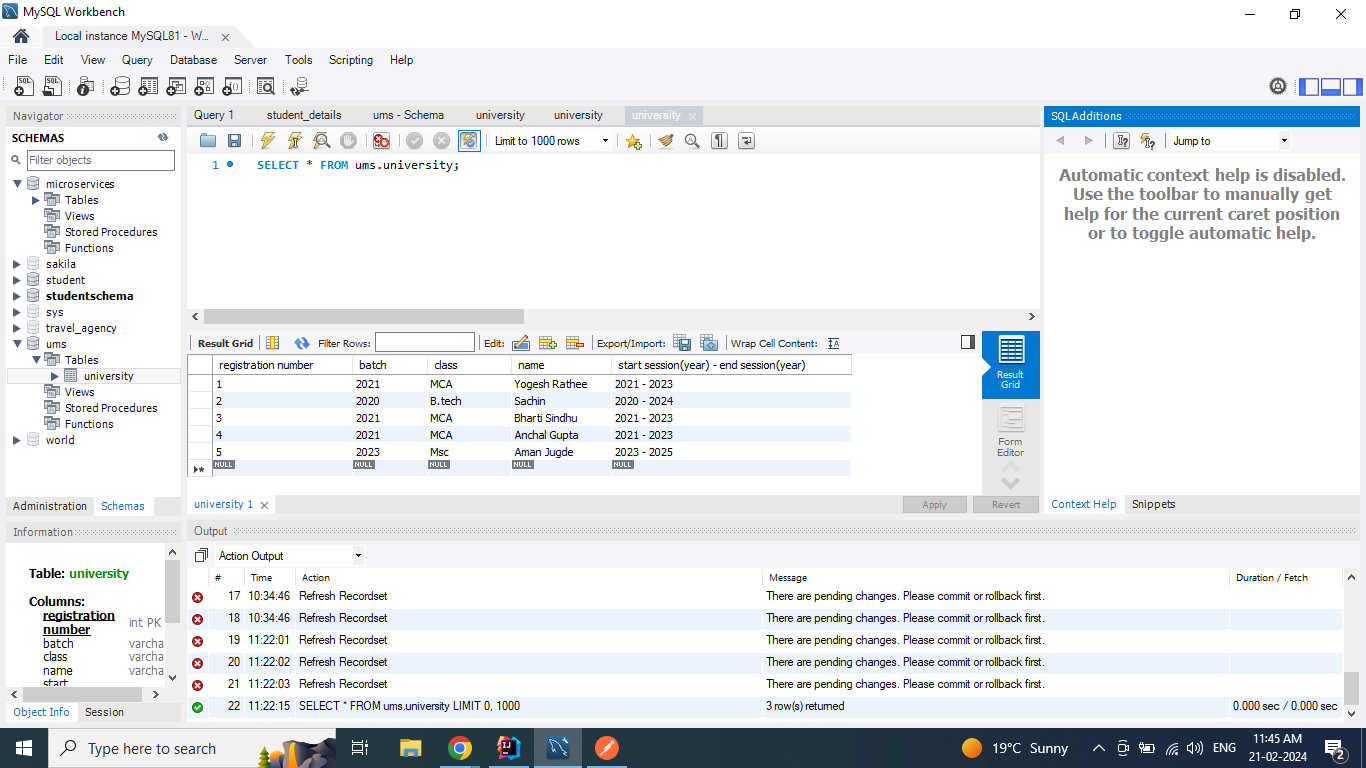 MySQL Workbench
Local instance MySQL81 - W...
File Edit View Query Database Server Tools Scripting Help
Navigator
SCHEMAS
Filter objects
microservices
Tables
Views
Stored Procedures
Functions
sakila
student
studentschema
sys
travel_agency
ums
Tables
university
Views
Stored Procedures
Functions
world
Administration Schemas
Information
Table: university
Columns:
registration number int PK
batch varcha
class varcha
name varcha
start
Object Info Session
Query 1 student_details ums - Schema university university university
Limit to 1000 rows
1 SELECT * FROM ums.university;
Result Grid Filter Rows: Edit: Export/Import: Wrap Cell Content:
registration number batch class name start session(year) - end session(year)
1 2021 MCA Yogesh Rathee 2021 - 2023
2 2020 B.tech Sachin 2020 - 2024
3 2021 MCA Bharti Sindhu 2021 - 2023
4 2021 MCA Anchal Gupta 2021 - 2023
5 2023 Msc Aman Jugde 2023 - 2025
NULL NULL NULL NULL NULL
Result Grid
Form Editor
university 1 Apply Revert
SQLAdditions
Jump to
Automatic context help is disabled.
Use the toolbar to manually get
help for the current caret position
or to toggle automatic help.
Context Help Snippets
Output
Action Output
# Time Action Message Duration / Fetch
17 10:34:46 Refresh Recordset There are pending changes. Please commit or rollback first.
18 10:34:46 Refresh Recordset There are pending changes. Please commit or rollback first.
19 11:22:01 Refresh Recordset There are pending changes. Please commit or rollback first.
20 11:22:02 Refresh Recordset There are pending changes. Please commit or rollback first.
21 11:22:03 Refresh Recordset There are pending changes. Please commit or rollback first.
22 11:22:15 SELECT * FROM ums.university LIMIT 0, 1000 3 row(s) returned 0.000 sec / 0.000 sec
Type here to search
19°C Sunny
ENG
11:45 AM
21-02-2024
2